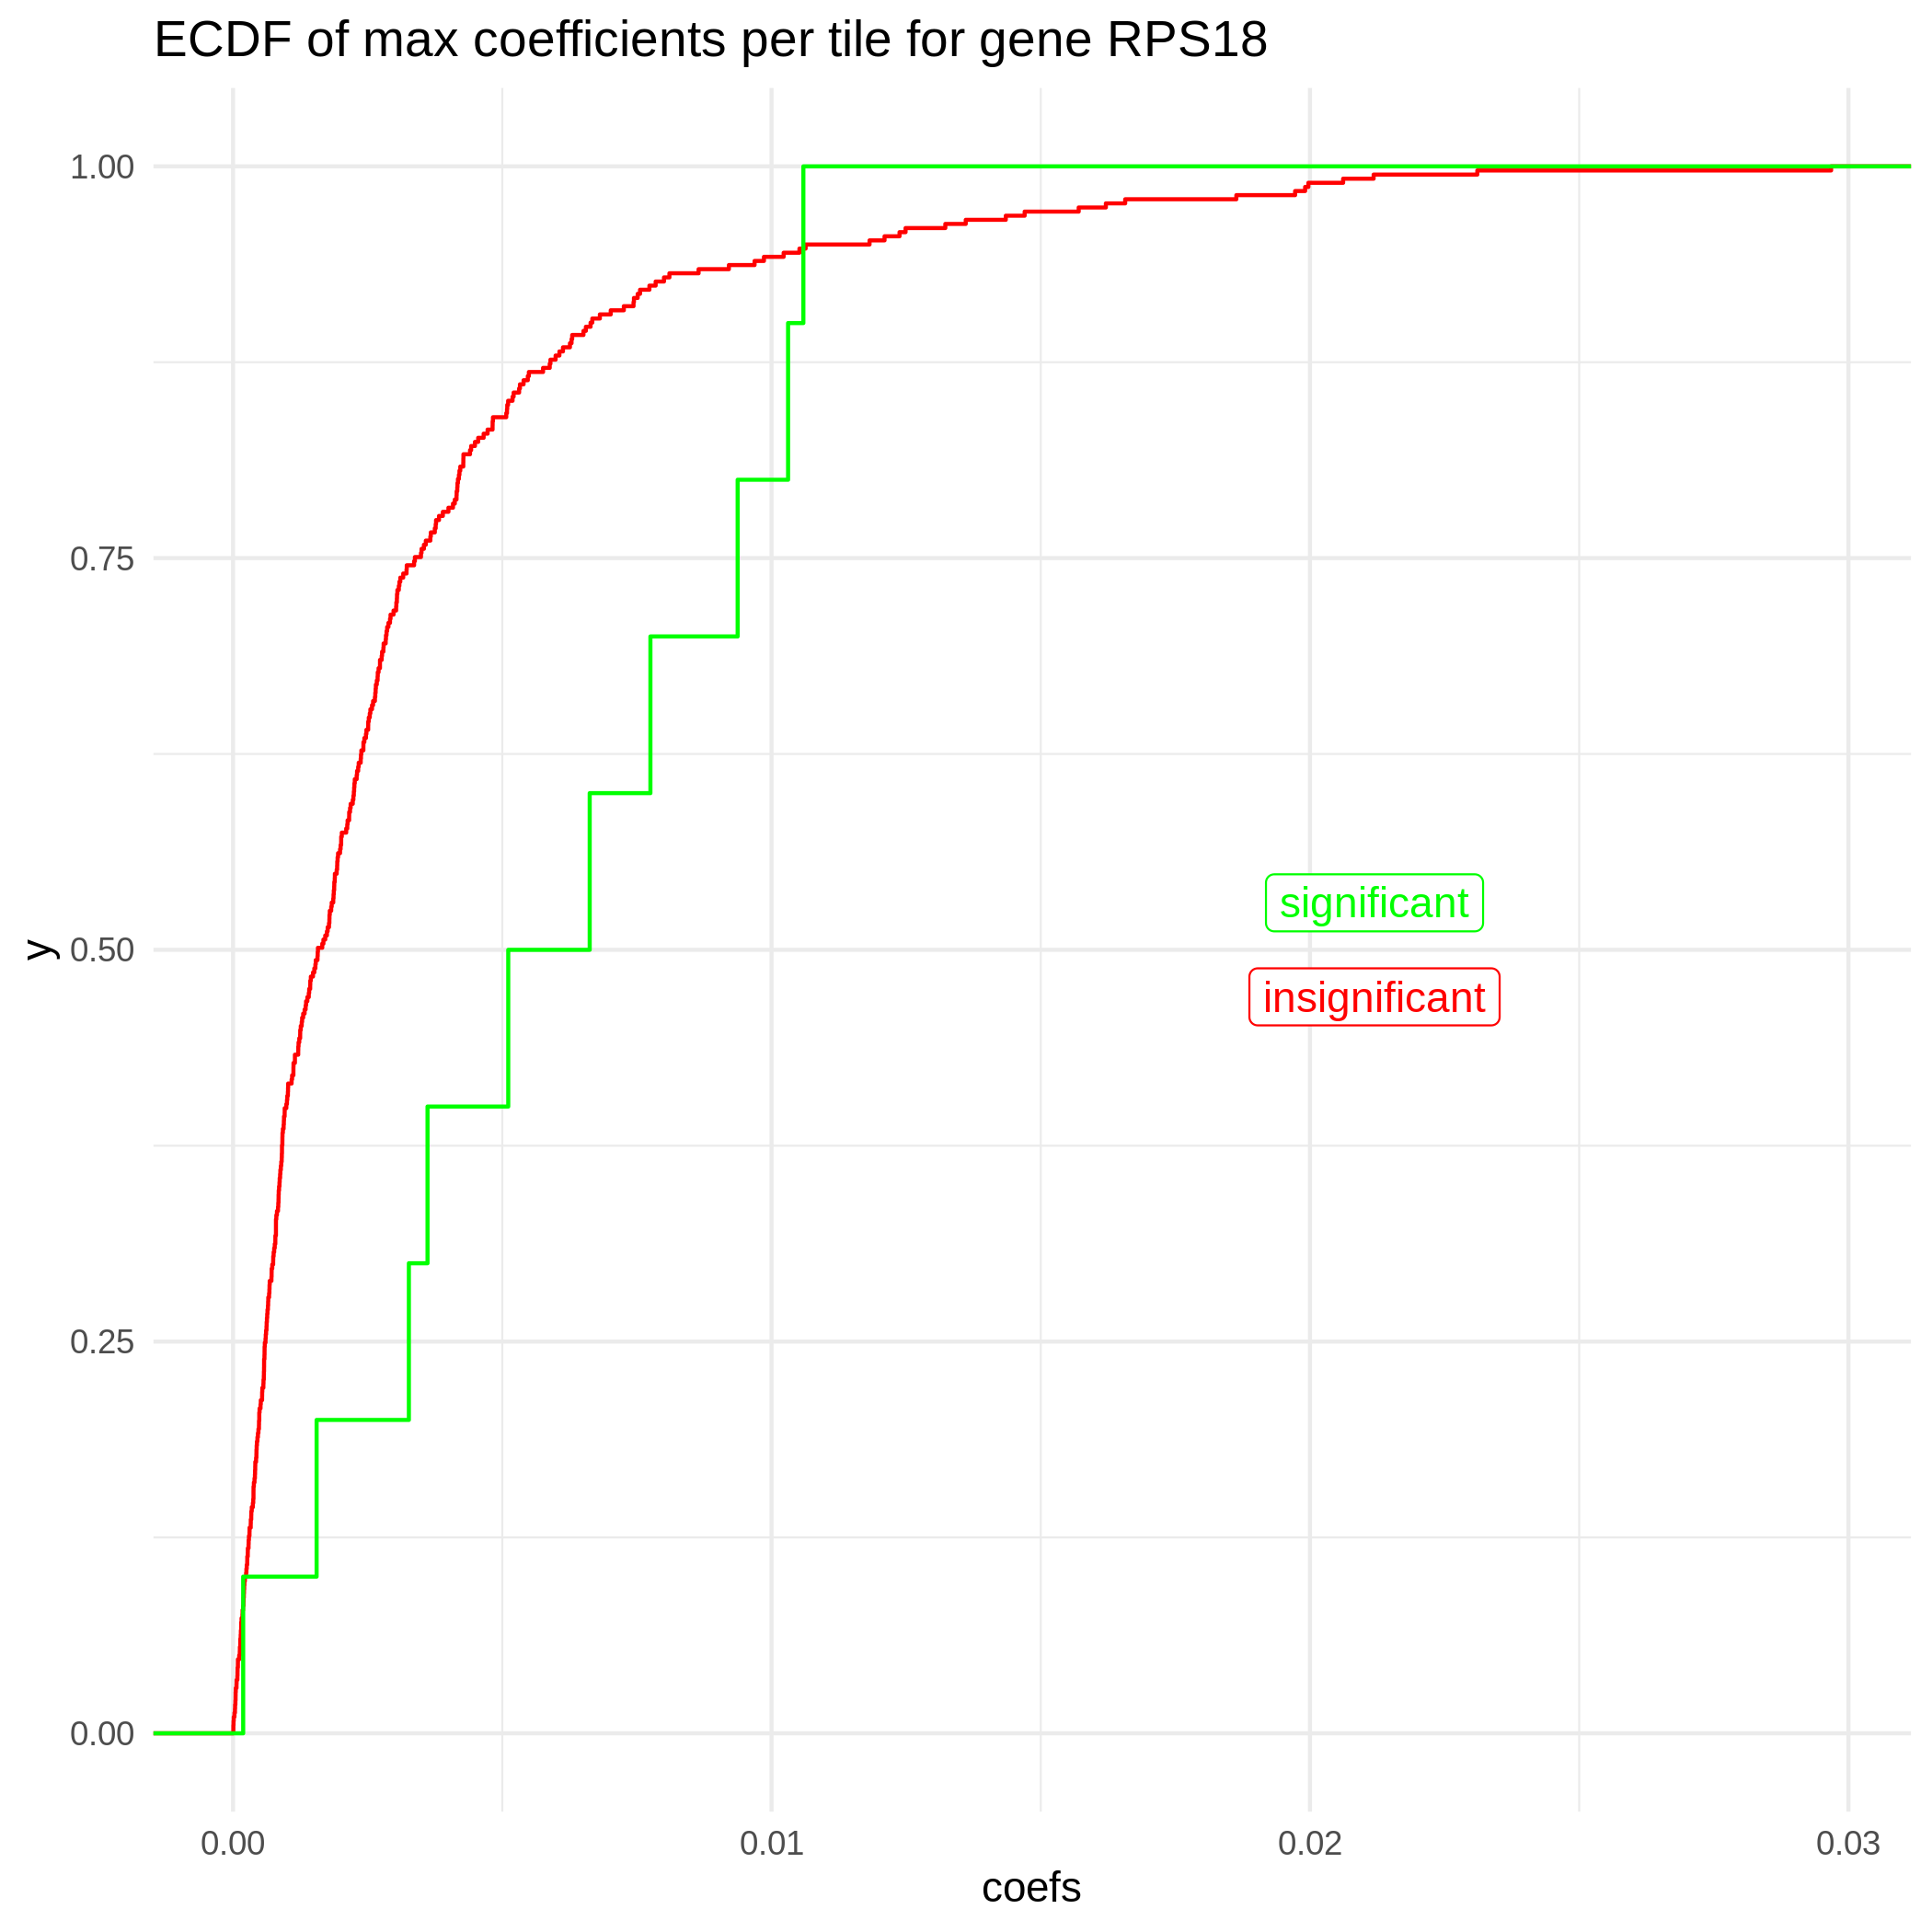 ECDF of max coefficients per tile for gene RPS18
1.00
0.75
0.50
0.25
0.00
y
significant
insignificant
0.00
0.01
0.02
0.03
coefs